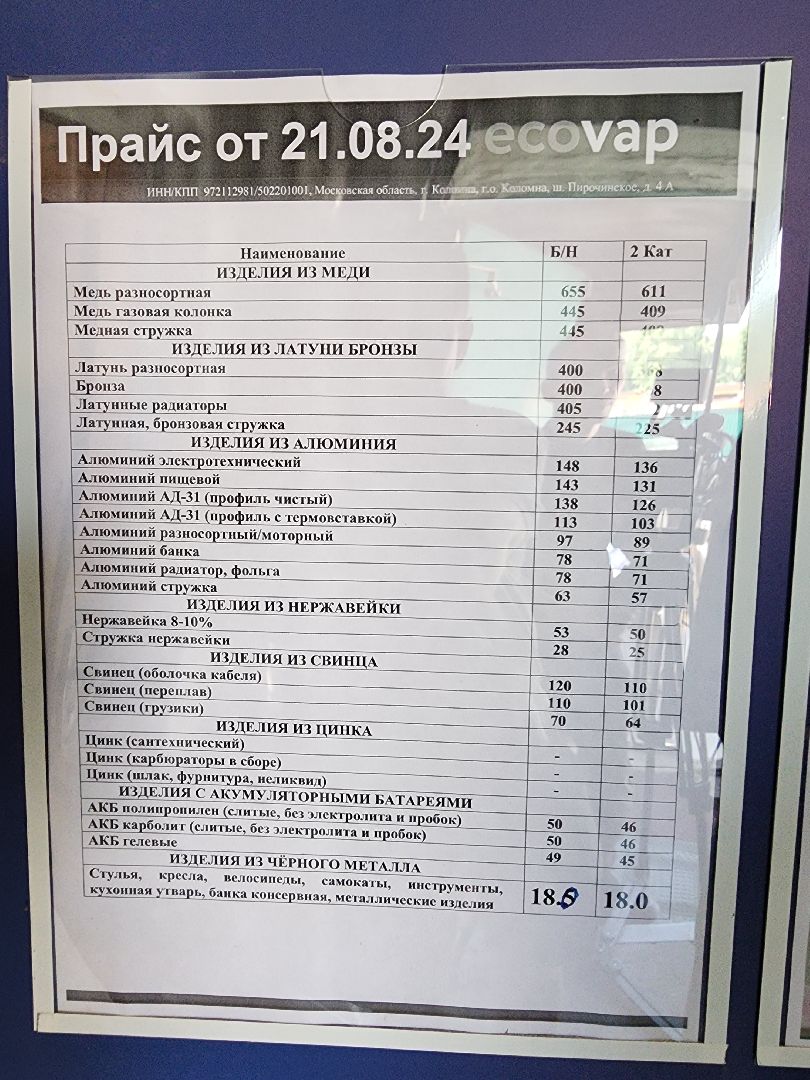 Прайс от 21.08.24 ecovap
ИНН/КПП 972112981/502201001, Московская область, г. Коломна, г.о. Коломна, ш. Пирочинское, д. 4 А
Наименование Б/Н 2 Кат
ИЗДЕЛИЯ ИЗ МЕДИ
Медь разносортная 655 611
Медь газовая колонка 445 409
Медная стружка 445
ИЗДЕЛИЯ ИЗ ЛАТУНИ БРОНЗЫ
Латунь разносортная 400
Бронза 400
Латунные радиаторы 405
Латунная, бронзовая стружка 245 225
ИЗДЕЛИЯ ИЗ АЛЮМИНИЯ
Алюминий электротехнический 148 136
Алюминий пищевой 143 131
Алюминий АД-31 (профиль чистый) 138 126
Алюминий АД-31 (профиль с термовставкой) 113 103
Алюминий разносортный/моторный 97 89
Алюминий банка 78 71
Алюминий радиатор, фольга 78 71
Алюминий стружка 63 57
ИЗДЕЛИЯ ИЗ НЕРЖАВЕЙКИ
Нержавейка 8-10% 53 50
Стружка нержавейки 28 25
ИЗДЕЛИЯ ИЗ СВИНЦА
Свинец (оболочка кабеля) 120 110
Свинец (переплав) 110 101
Свинец (грузики) 70 64
ИЗДЕЛИЯ ИЗ ЦИНКА
Цинк (сантехнический) - -
Цинк (карбюраторы в сборе) - -
Цинк (шлак, фурнитура, неликвид) - -
ИЗДЕЛИЯ С АКУМУЛЯТОРНЫМИ БАТАРЕЯМИ
АКБ полипропилен (слитые, без электролита и пробок) 50 46
АКБ карболит (слитые, без электролита и пробок) 50 46
АКБ гелевые 49 45
ИЗДЕЛИЯ ИЗ ЧЁРНОГО МЕТАЛЛА
Стулья, кресла, велосипеды, самокаты, инструменты,
кухонная утварь, банка консервная, металлические изделия 18.0